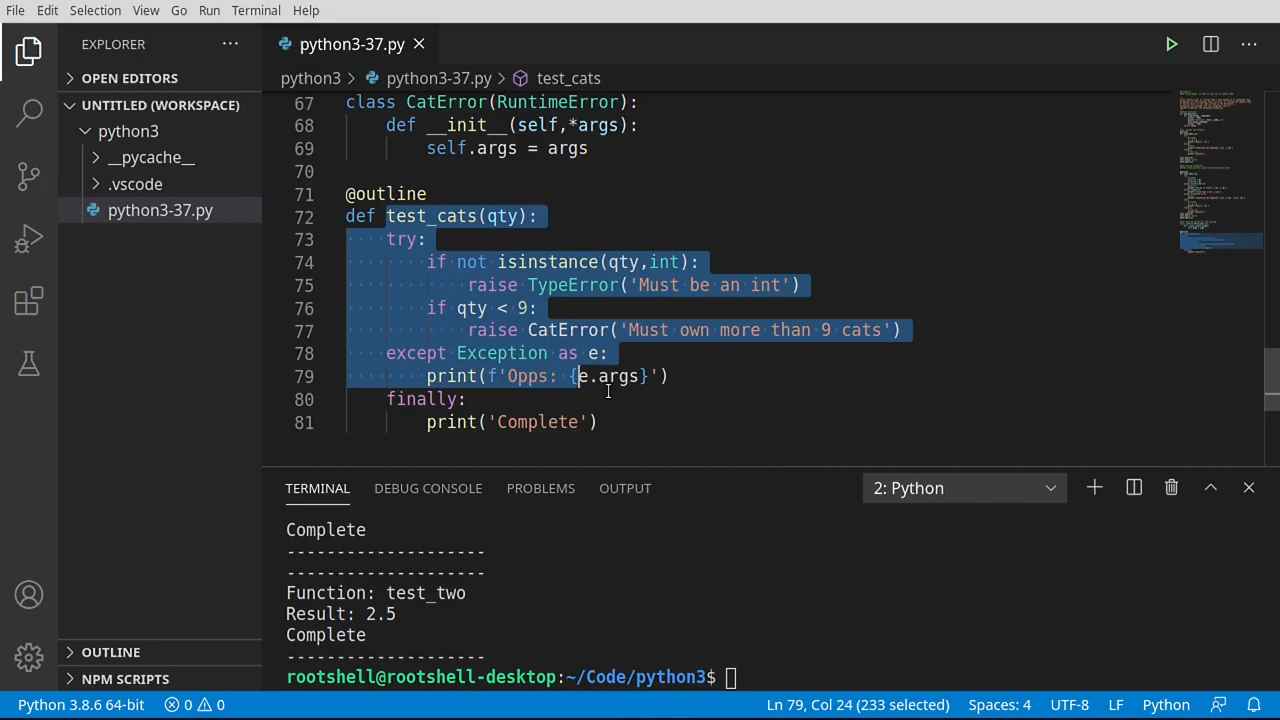 File Edit Selection View Go Run Terminal Help
EXPLORER
python3-37.py
OPEN EDITORS
UNTITLED (WORKSPACE)
python3
__pycache__
.vscode
python3-37.py
OUTLINE
NPM SCRIPTS
python3 > python3-37.py > test_cats
67 class CatError(RuntimeError):
68 def __init__(self,*args):
69 self.args = args
70
71 @outline
72 def test_cats(qty):
73 try:
74 if not isinstance(qty,int):
75 raise TypeError('Must be an int')
76 if qty < 9:
77 raise CatError('Must own more than 9 cats')
78 except Exception as e:
79 print(f'Opps: {e.args}')
80 finally:
81 print('Complete')
TERMINAL DEBUG CONSOLE PROBLEMS OUTPUT 2: Python
Complete
--------------------
--------------------
Function: test_two
Result: 2.5
Complete
--------------------
rootshell@rootshell-desktop:~/Code/python3$
Python 3.8.6 64-bit 0 0 Ln 79, Col 24 (233 selected) Spaces: 4 UTF-8 LF Python